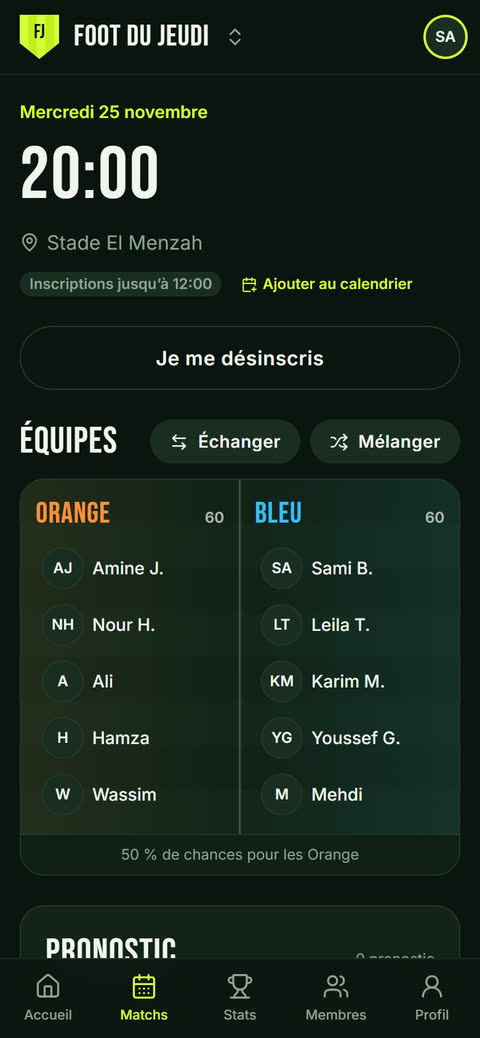 FJ
FOOT DU JEUDI
SA
Mercredi 25 novembre
20:00
Stade El Menzah
Inscriptions jusqu'à 12:00
Ajouter au calendrier
Je me désinscris
ÉQUIPES
Échanger
Mélanger
ORANGE 60
AJ Amine J.
NH Nour H.
A Ali
H Hamza
W Wassim
BLEU 60
SA Sami B.
LT Leila T.
KM Karim M.
YG Youssef G.
M Mehdi
50 % de chances pour les Orange
PRONOSTIC
Accueil
Matchs
Stats
Membres
Profil